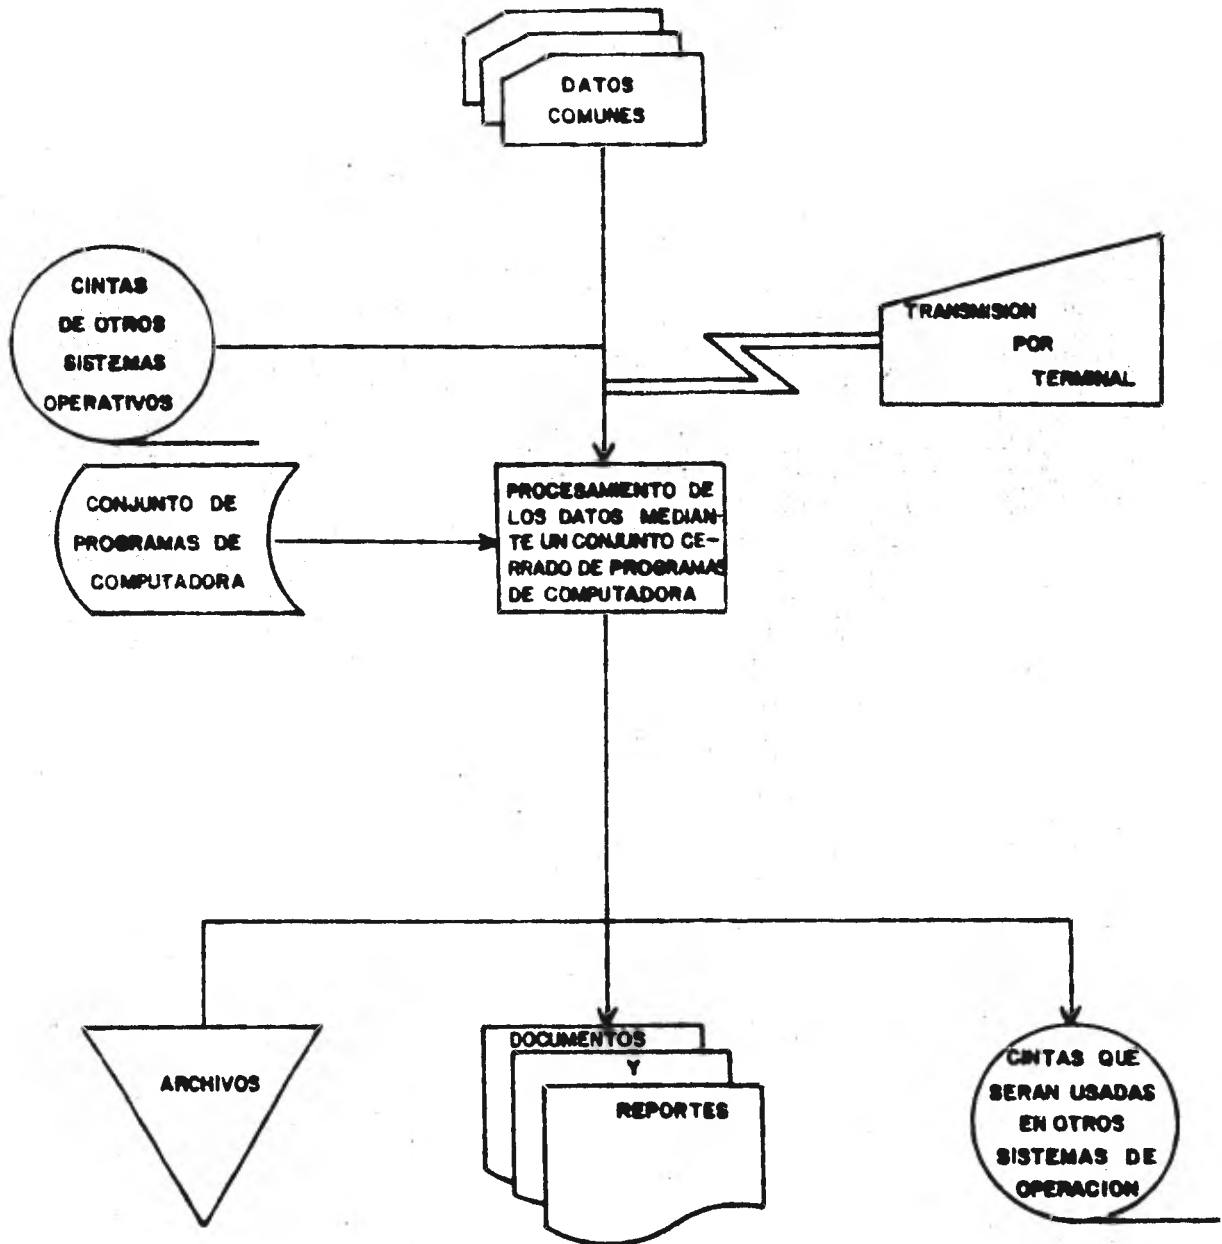 DATOS
COMUNES
CINTAS
DE OTROS
SISTEMAS
OPERATIVOS
TRANSMISION
POR
TERMINAL
CONJUNTO DE
PROGRAMAS DE
COMPUTADORA
PROCESAMIENTO DE
LOS DATOS MEDIAN-
TE UN CONJUNTO CE-
RRADO DE PROGRAMAS
DE COMPUTADORA
ARCHIVOS
DOCUMENTOS
Y
REPORTES
CINTAS QUE
SERAN USADAS
EN OTROS
SISTEMAS DE
OPERACION